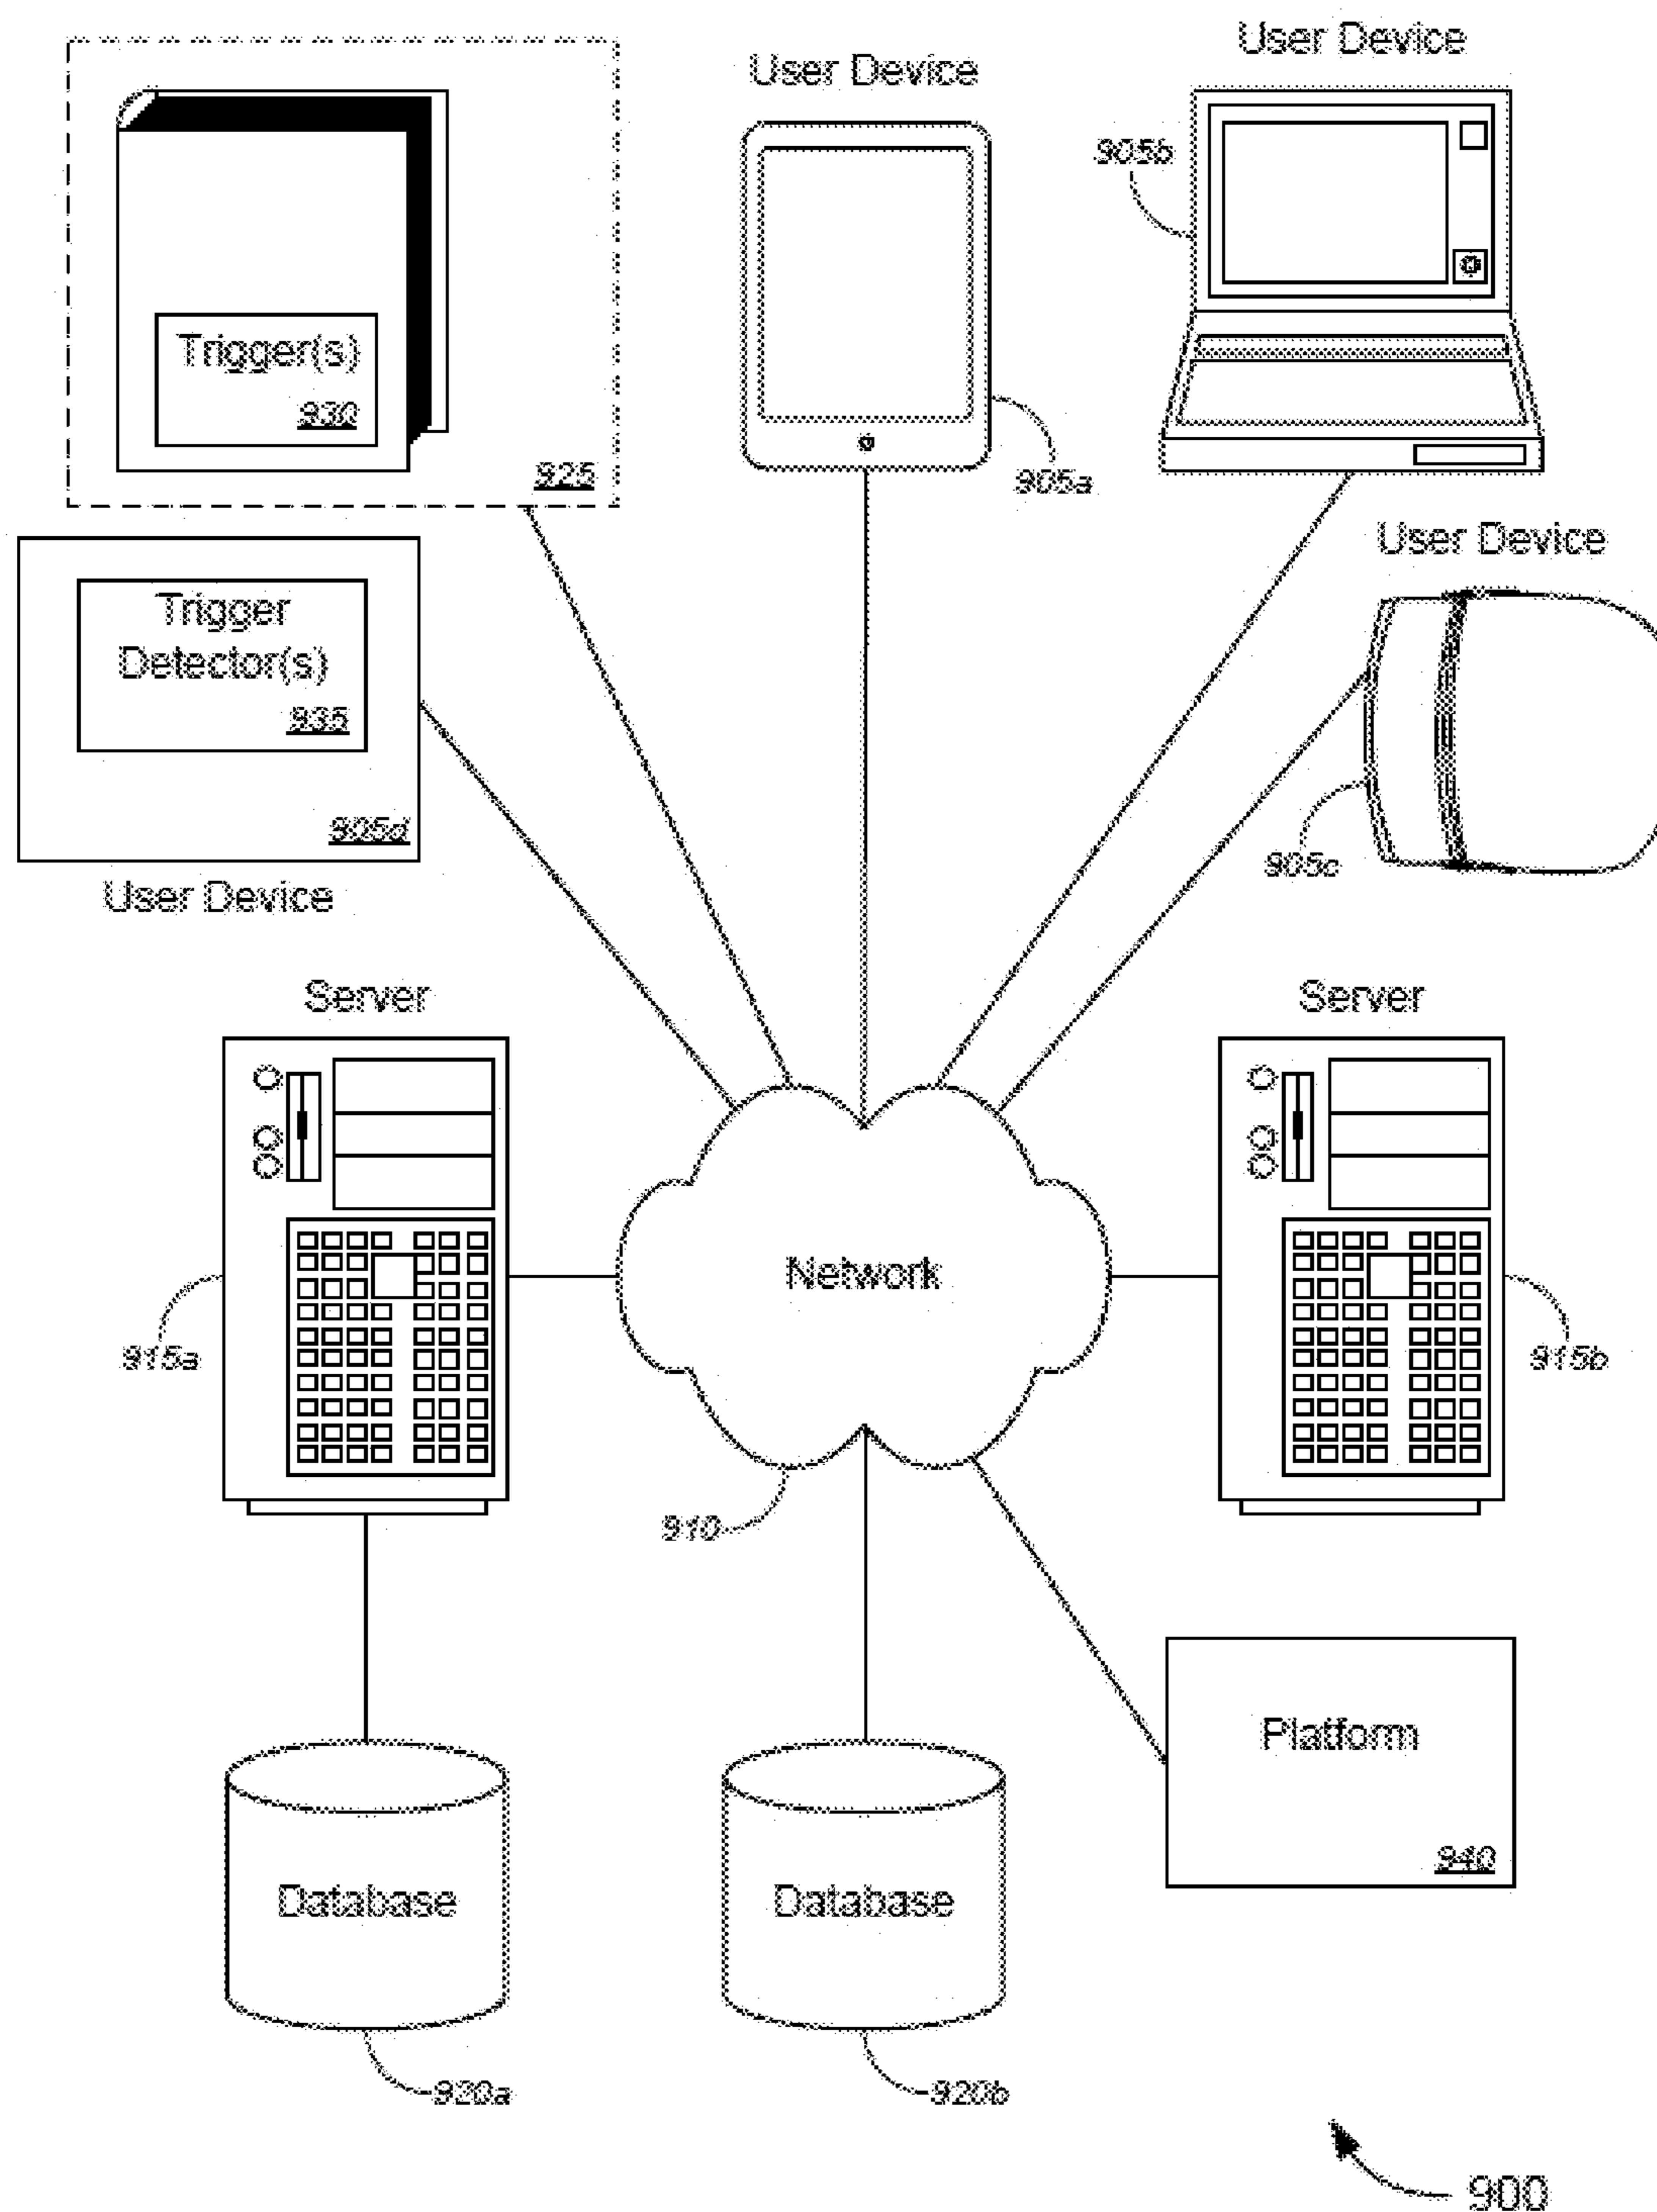 User Device
User Device
905b
Trigger(s)
930
925
905a
User Device
Trigger
Detector(s)
935
905d
905c
User Device
Server
Server
Network
915a
915b
910
Platform
940
Database
Database
920a
920b
900